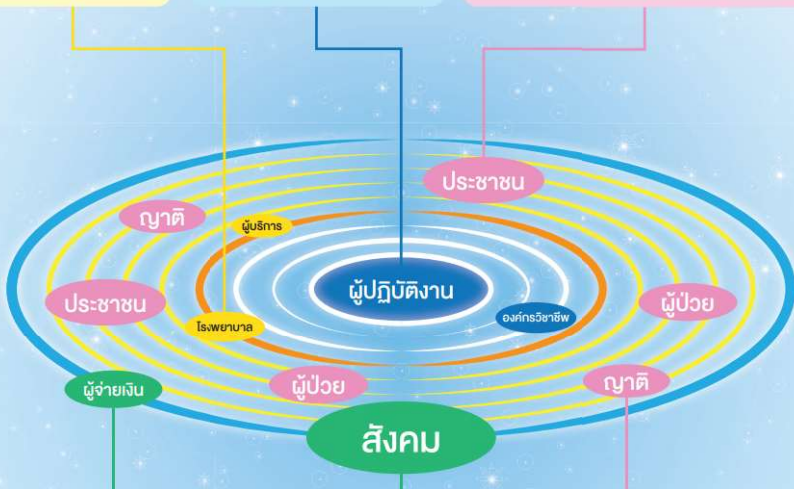 ประชาชน
ญาติ
ผู้บริการ
ผู้ปฏิบัติงาน
ประชาชน
ผู้ป่วย
โรงพยาบาล
องค์กรวิชาชีพ
ผู้จ่ายเงิน
ผู้ป่วย
ญาติ
สังคม